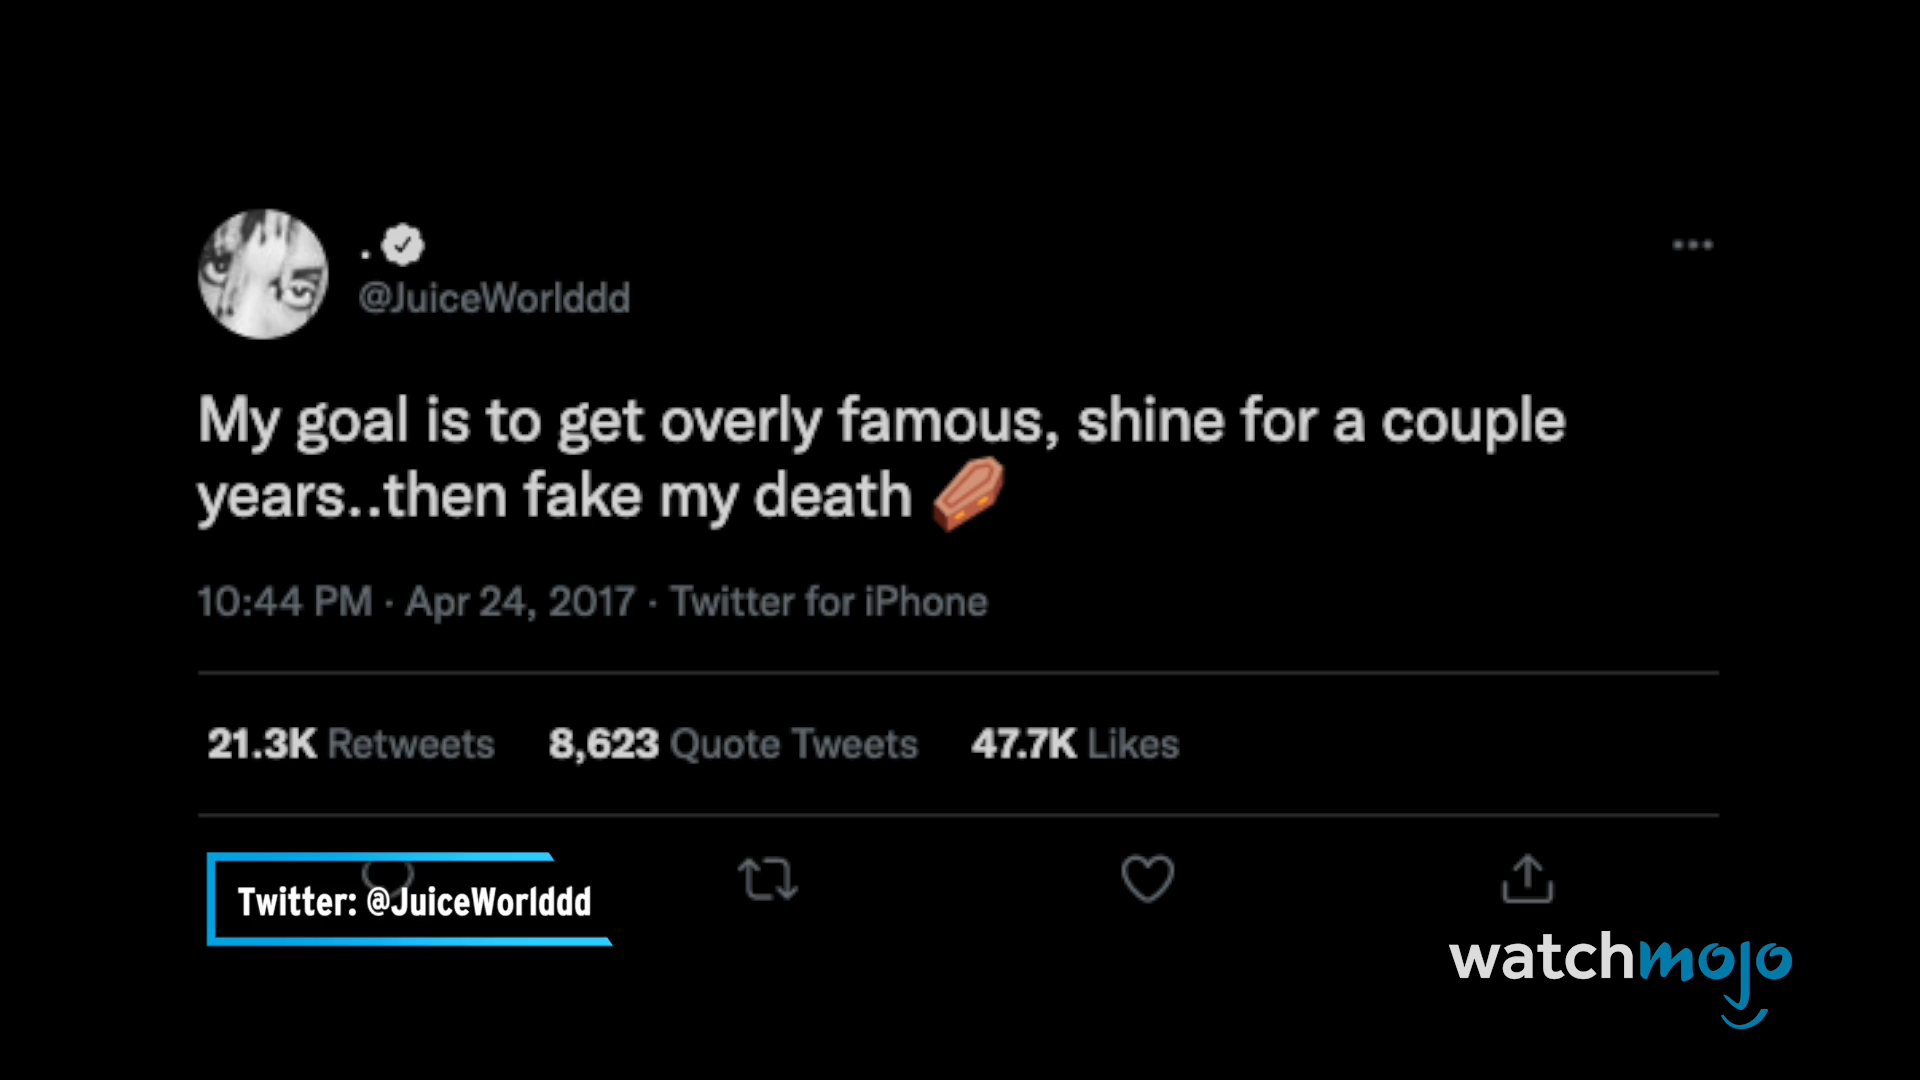 .
@JuiceWorlddd
My goal is to get overly famous, shine for a couple
years..then fake my death ⚰️
10:44 PM · Apr 24, 2017 · Twitter for iPhone
21.3K Retweets 8,623 Quote Tweets 47.7K Likes
Twitter: @JuiceWorlddd
watchmojo